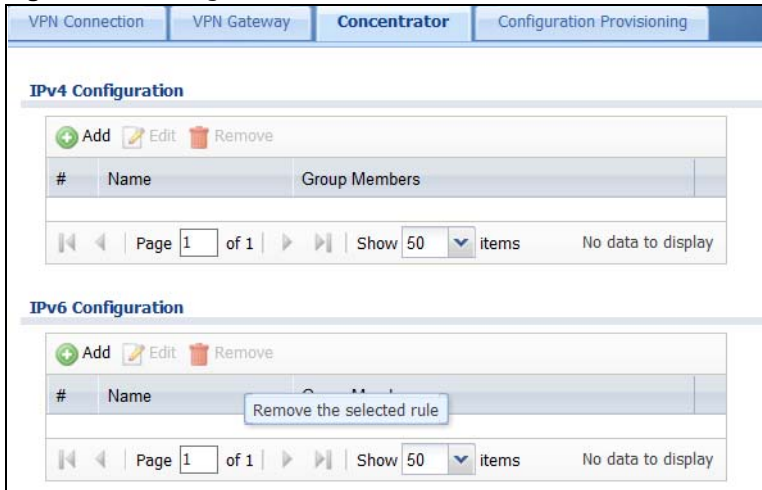 VPN Connection VPN Gateway Concentrator Configuration Provisioning
IPv4 Configuration
Add Edit Remove
# Name Group Members
Page 1 of 1 Show 50 items No data to display
IPv6 Configuration
Add Edit Remove
# Name
Remove the selected rule
Page 1 of 1 Show 50 items No data to display